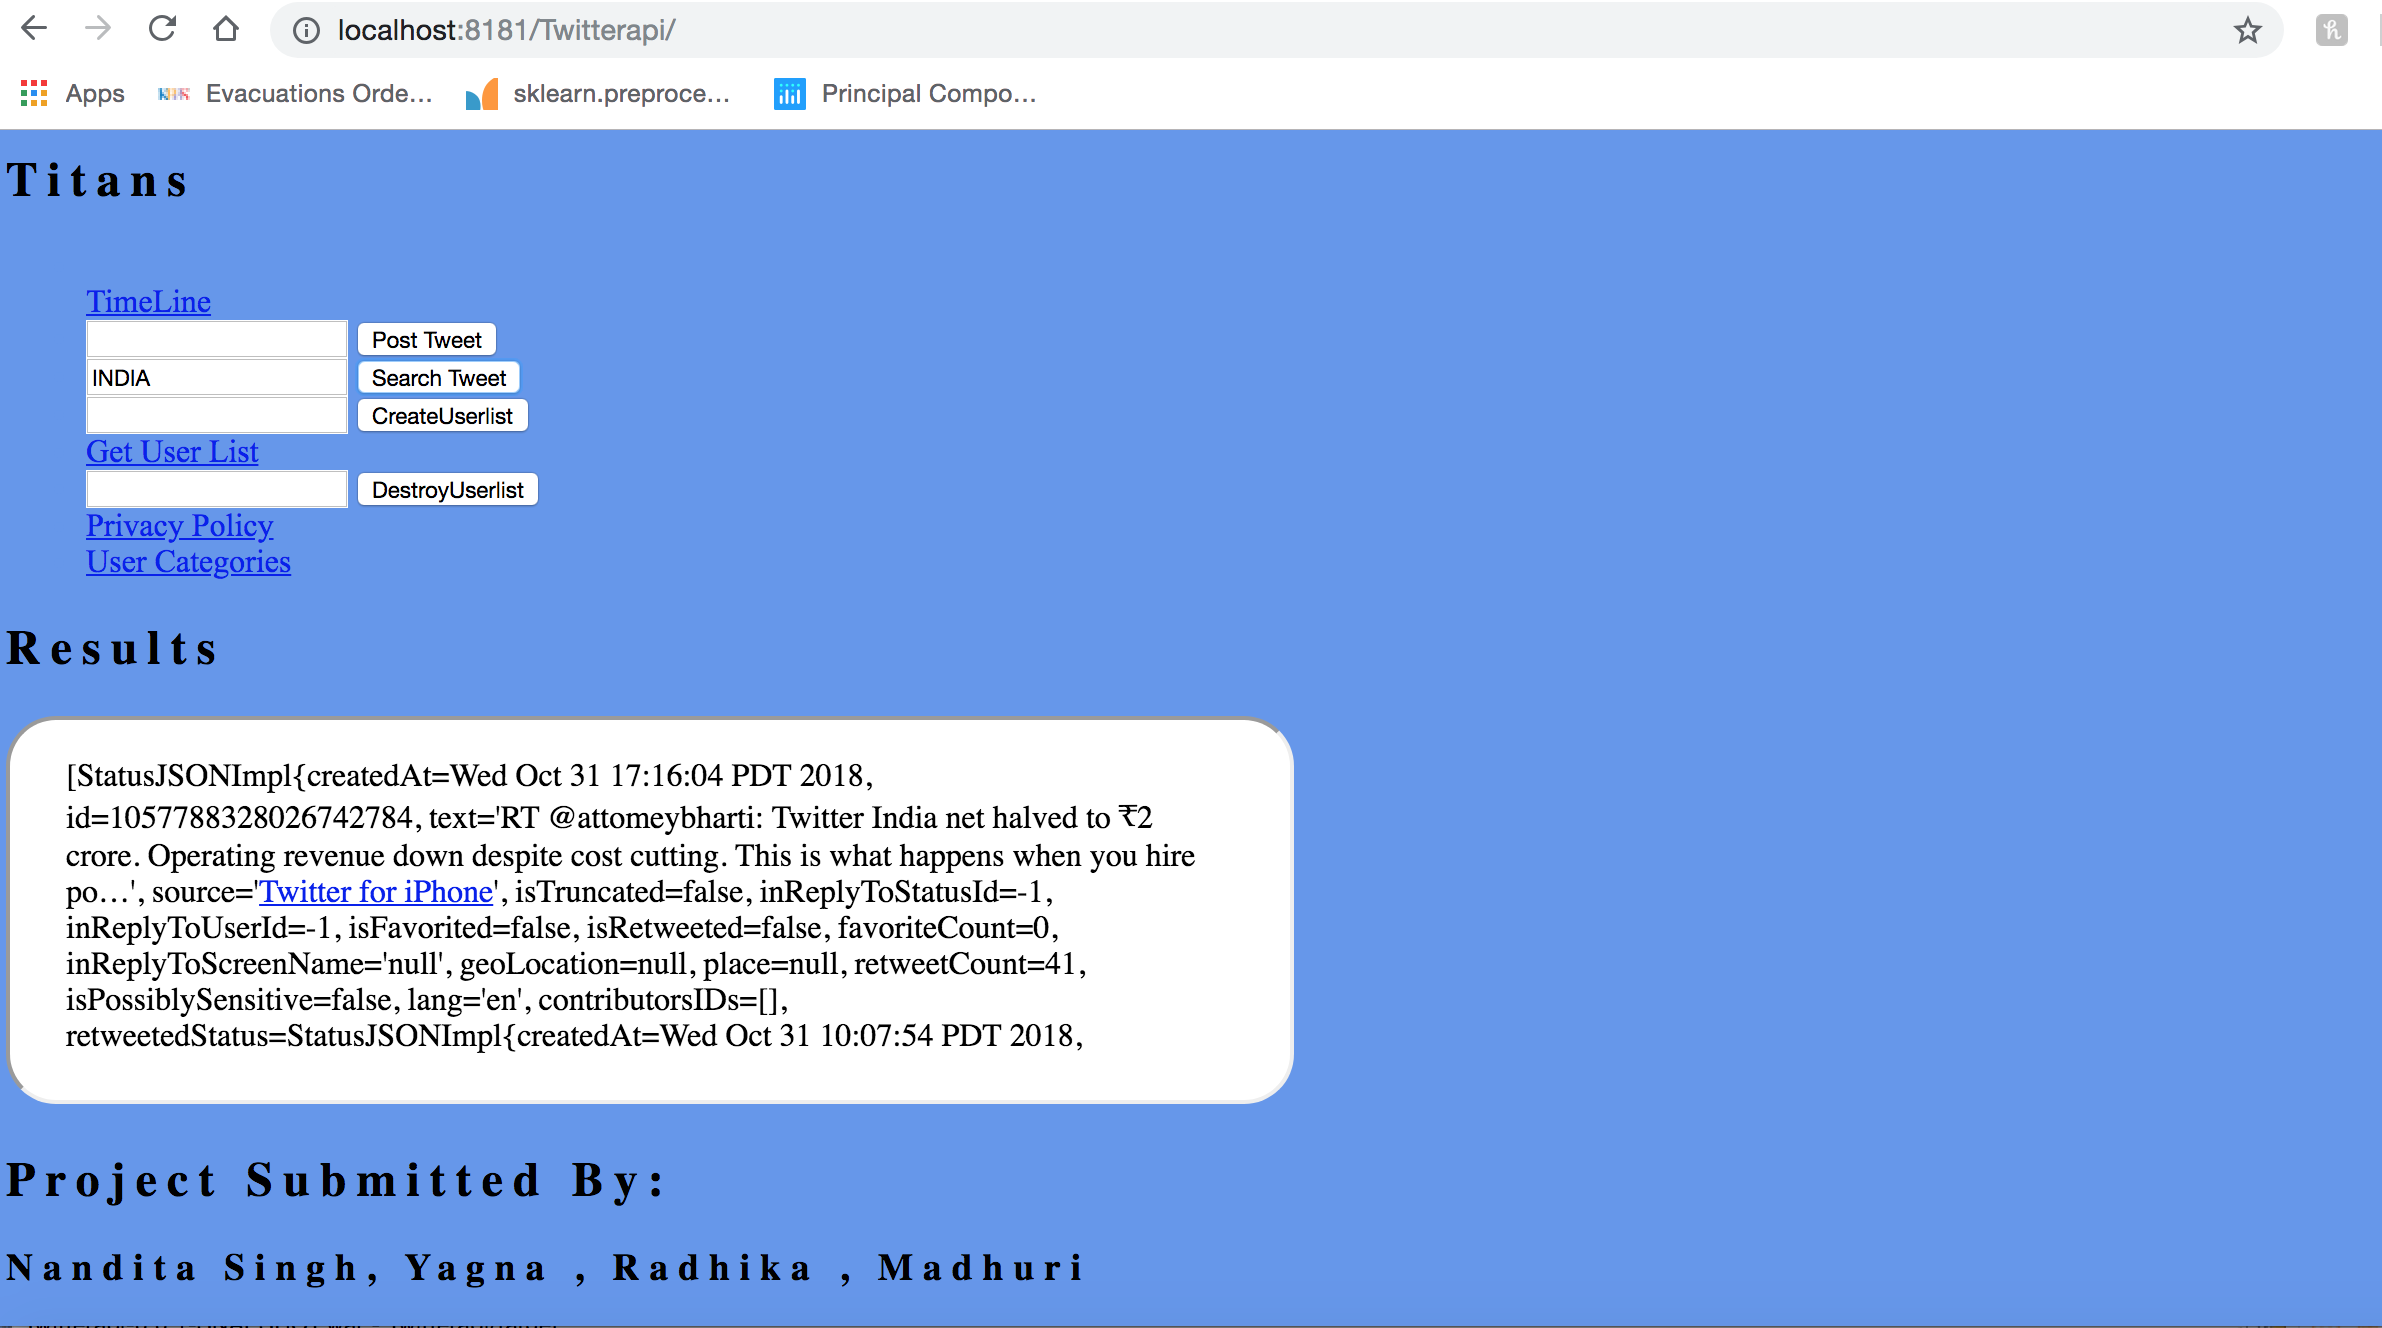 localhost:8181/Twitterapi/
Apps Evacuations Orde... sklearn.preproce... Principal Compo...
Titans
TimeLine
Post Tweet
INDIA Search Tweet
CreateUserlist
Get User List
DestroyUserlist
Privacy Policy
User Categories
Results
[StatusJSONImpl{createdAt=Wed Oct 31 17:16:04 PDT 2018,
id=1057788328026742784, text='RT @attomeybharti: Twitter India net halved to ₹2
crore. Operating revenue down despite cost cutting. This is what happens when you hire
po…', source='Twitter for iPhone', isTruncated=false, inReplyToStatusId=-1,
inReplyToUserId=-1, isFavorited=false, isRetweeted=false, favoriteCount=0,
inReplyToScreenName='null', geoLocation=null, place=null, retweetCount=41,
isPossiblySensitive=false, lang='en', contributorsIDs=[],
retweetedStatus=StatusJSONImpl{createdAt=Wed Oct 31 10:07:54 PDT 2018,
Project Submitted By:
Nandita Singh, Yagna , Radhika , Madhuri